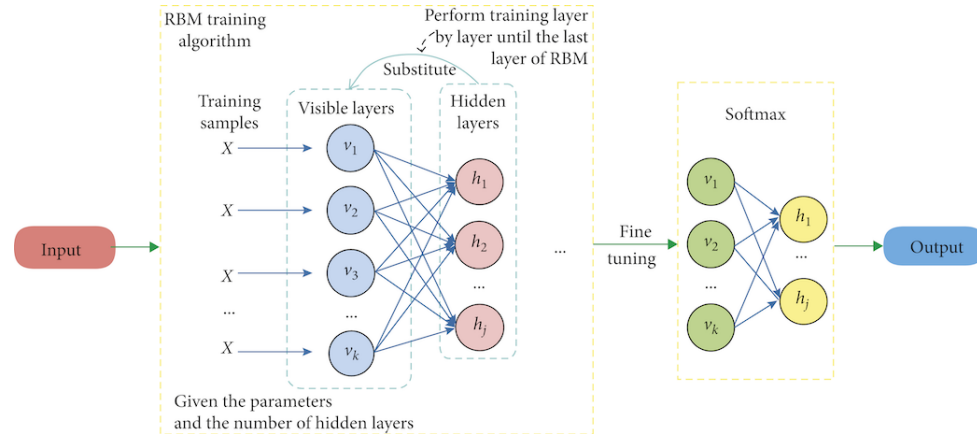 RBM training
algorithm
Perform training layer
by layer until the last
layer of RBM
Substitute
Training
samples
Visible layers
Hidden
layers
X
X
X
...
X
v1
v2
v3
...
vk
h1
h2
...
hj
...
Given the parameters
and the number of hidden layers
Input
Fine
tuning
Softmax
v1
v2
...
vk
h1
...
hj
Output